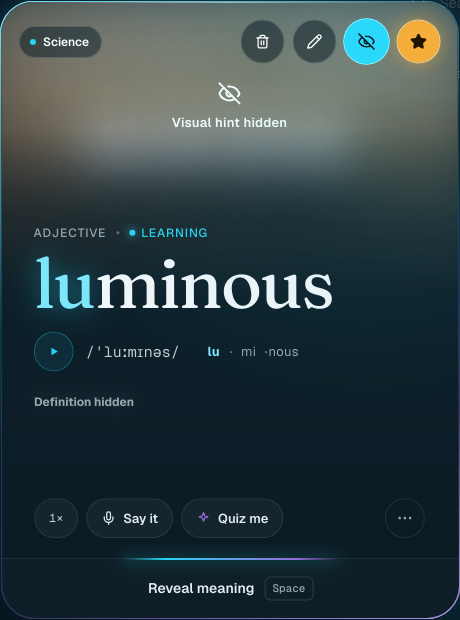 Science
Visual hint hidden
ADJECTIVE • LEARNING
luminous
/ˈluːmɪnəs/ lu · mi ·nous
Definition hidden
1× Say it Quiz me ···
Reveal meaning Space